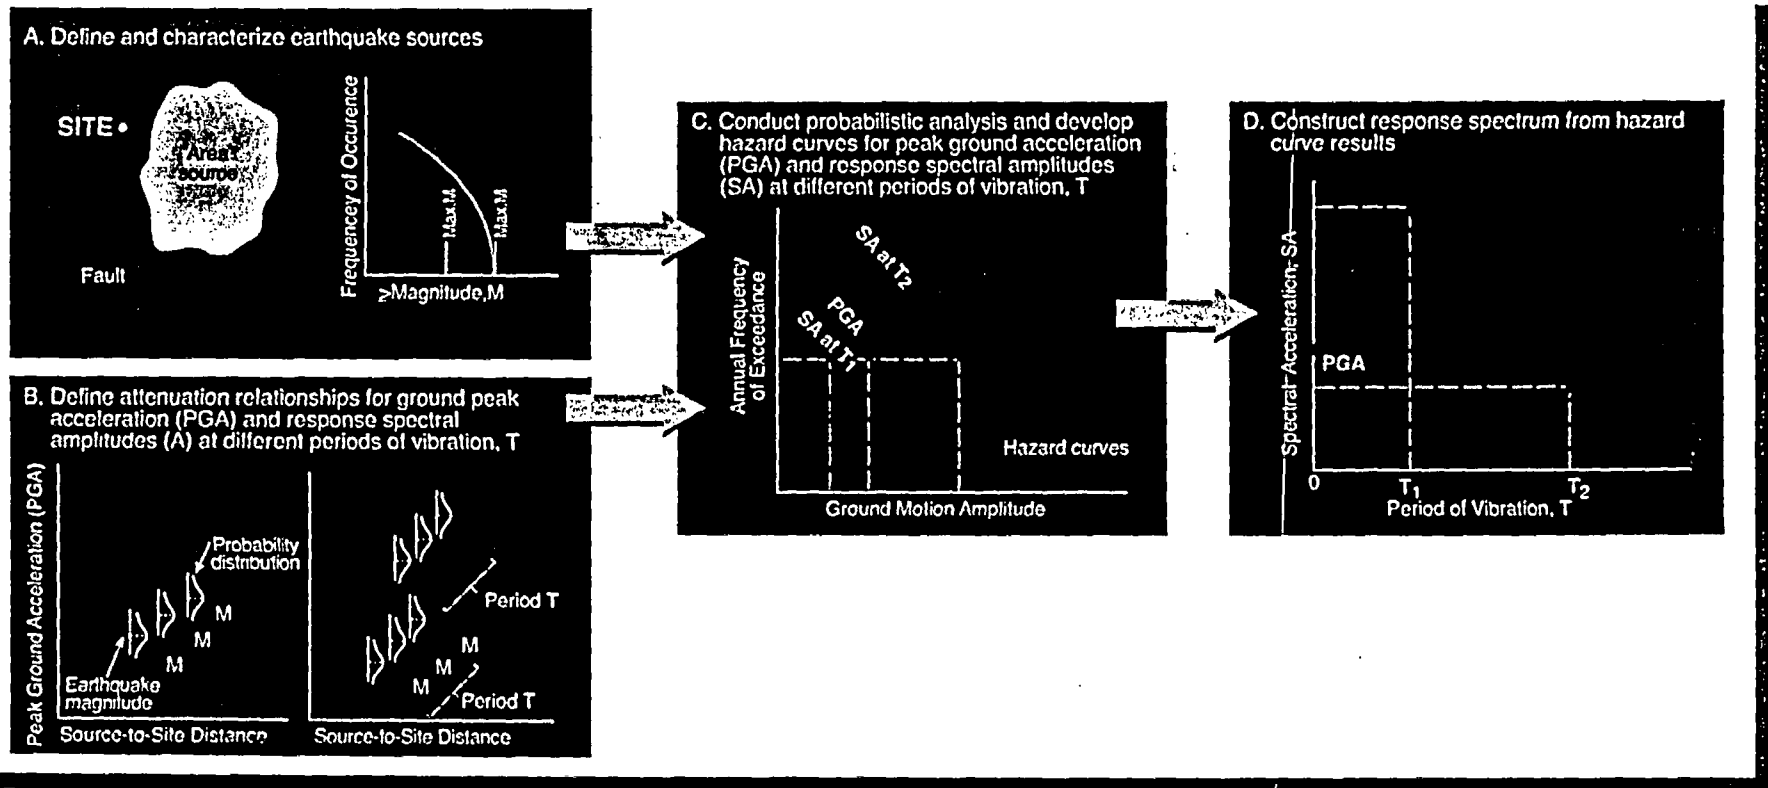 A. Define and characterize earthquake sources
SITE
Area
source
Fault
Frequencey of Occurence
Max.M
Max.M
≥Magnitude,M
B. Define attenuation relationships for ground peak
acceleration (PGA) and response spectral
amplitudes (A) at different periods of vibration, T
Peak Ground Acceleration (PGA)
Probability
distribution
M
M
M
Earthquake
magnitude
Source-to-Site Distance
Period T
M
M
M
Period T
Source-to-Site Distance
C. Conduct probabilistic analysis and develop
hazard curves for peak ground acceleration
(PGA) and response spectral amplitudes
(SA) at different periods of vibration, T
Annual Frequency
of Exceedance
SA at T2
PGA
SA at T1
Hazard curves
Ground Motion Amplitude
D. Construct response spectrum from hazard
curve results
Spectral Acceleration, SA
PGA
0
T1
T2
Period of Vibration, T